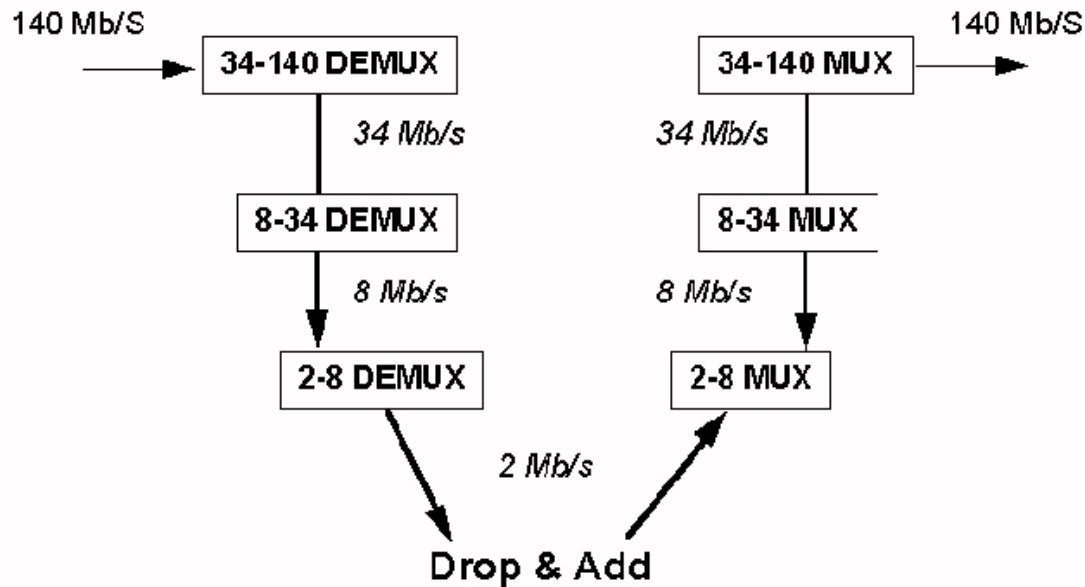 140 Mb/S
140 Mb/S
34-140 DEMUX
34-140 MUX
34 Mb/s
34 Mb/s
8-34 DEMUX
8-34 MUX
8 Mb/s
8 Mb/s
2-8 DEMUX
2-8 MUX
2 Mb/s
Drop & Add